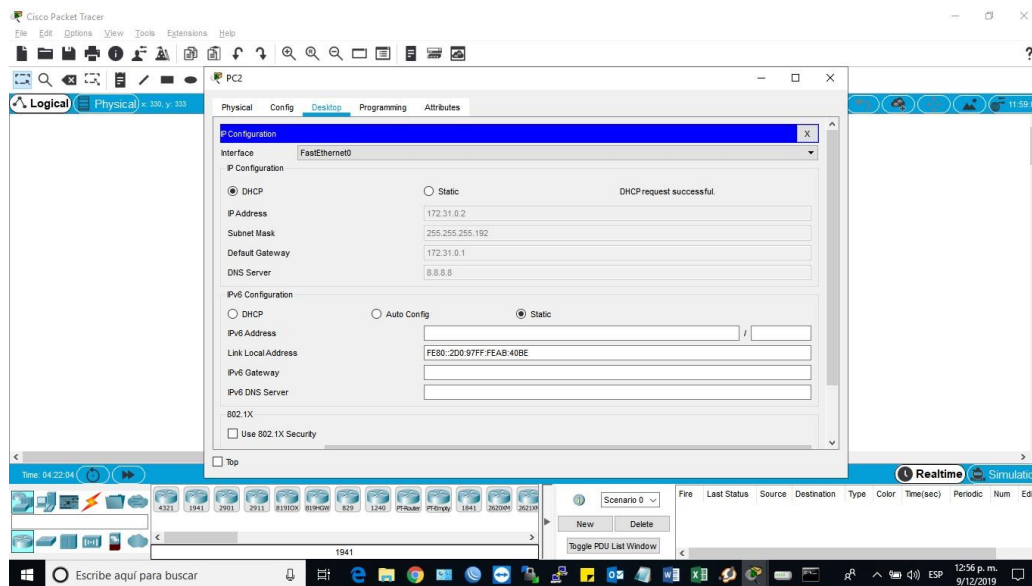 Cisco Packet Tracer
File Edit Options View Tools Extensions Help
?
PC2
Logical Physical x: 330, y: 333
Physical Config Desktop Programming Attributes
IP Configuration X
Interface FastEthernet0
IP Configuration
DHCP Static DHCP request successful.
IP Address 172.31.0.2
Subnet Mask 255.255.255.192
Default Gateway 172.31.0.1
DNS Server 8.8.8.8
IPv6 Configuration
DHCP Auto Config Static
IPv6 Address /
Link Local Address FE80::2D0:97FF:FEAB:40BE
IPv6 Gateway
IPv6 DNS Server
802.1X
Use 802.1X Security
Top
Time: 04:22:04 Realtime Simulatic
4321 1941 2901 2911 819IOX 819HGW 829 1240 PT-Router PT-Empty 1841 2620XM 2621X
1941
Scenario 0
New Delete
Toggle PDU List Window
Fire Last Status Source Destination Type Color Time(sec) Periodic Num Edi
Escribe aquí para buscar
ESP
12:56 p. m.
9/12/2019